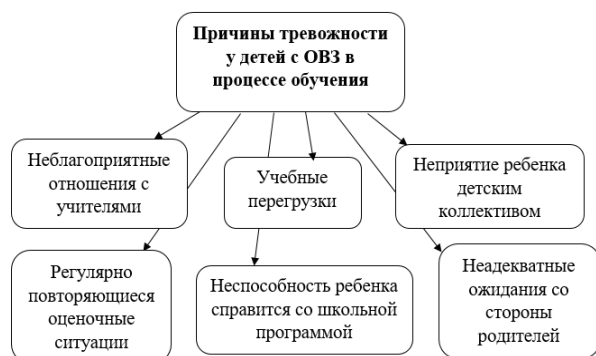 Причины тревожности
у детей с ОВЗ в
процессе обучения
Неблагоприятные
отношения с
учителями
Учебные
перегрузки
Неприятие ребенка
детским
коллективом
Регулярно
повторяющиеся
оценочные
ситуации
Неспособность ребенка
справится со школьной
программой
Неадекватные
ожидания со
стороны
родителей